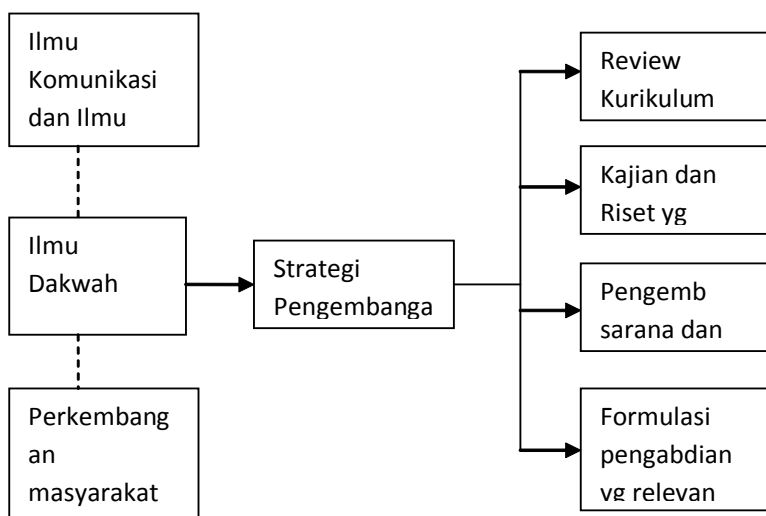 Ilmu
Komunikasi
dan Ilmu
Ilmu
Dakwah
Perkembang
an
masyarakat
Strategi
Pengembanga
Review
Kurikulum
Kajian dan
Riset yg
Pengemb
sarana dan
Formulasi
pengabdian
yg relevan